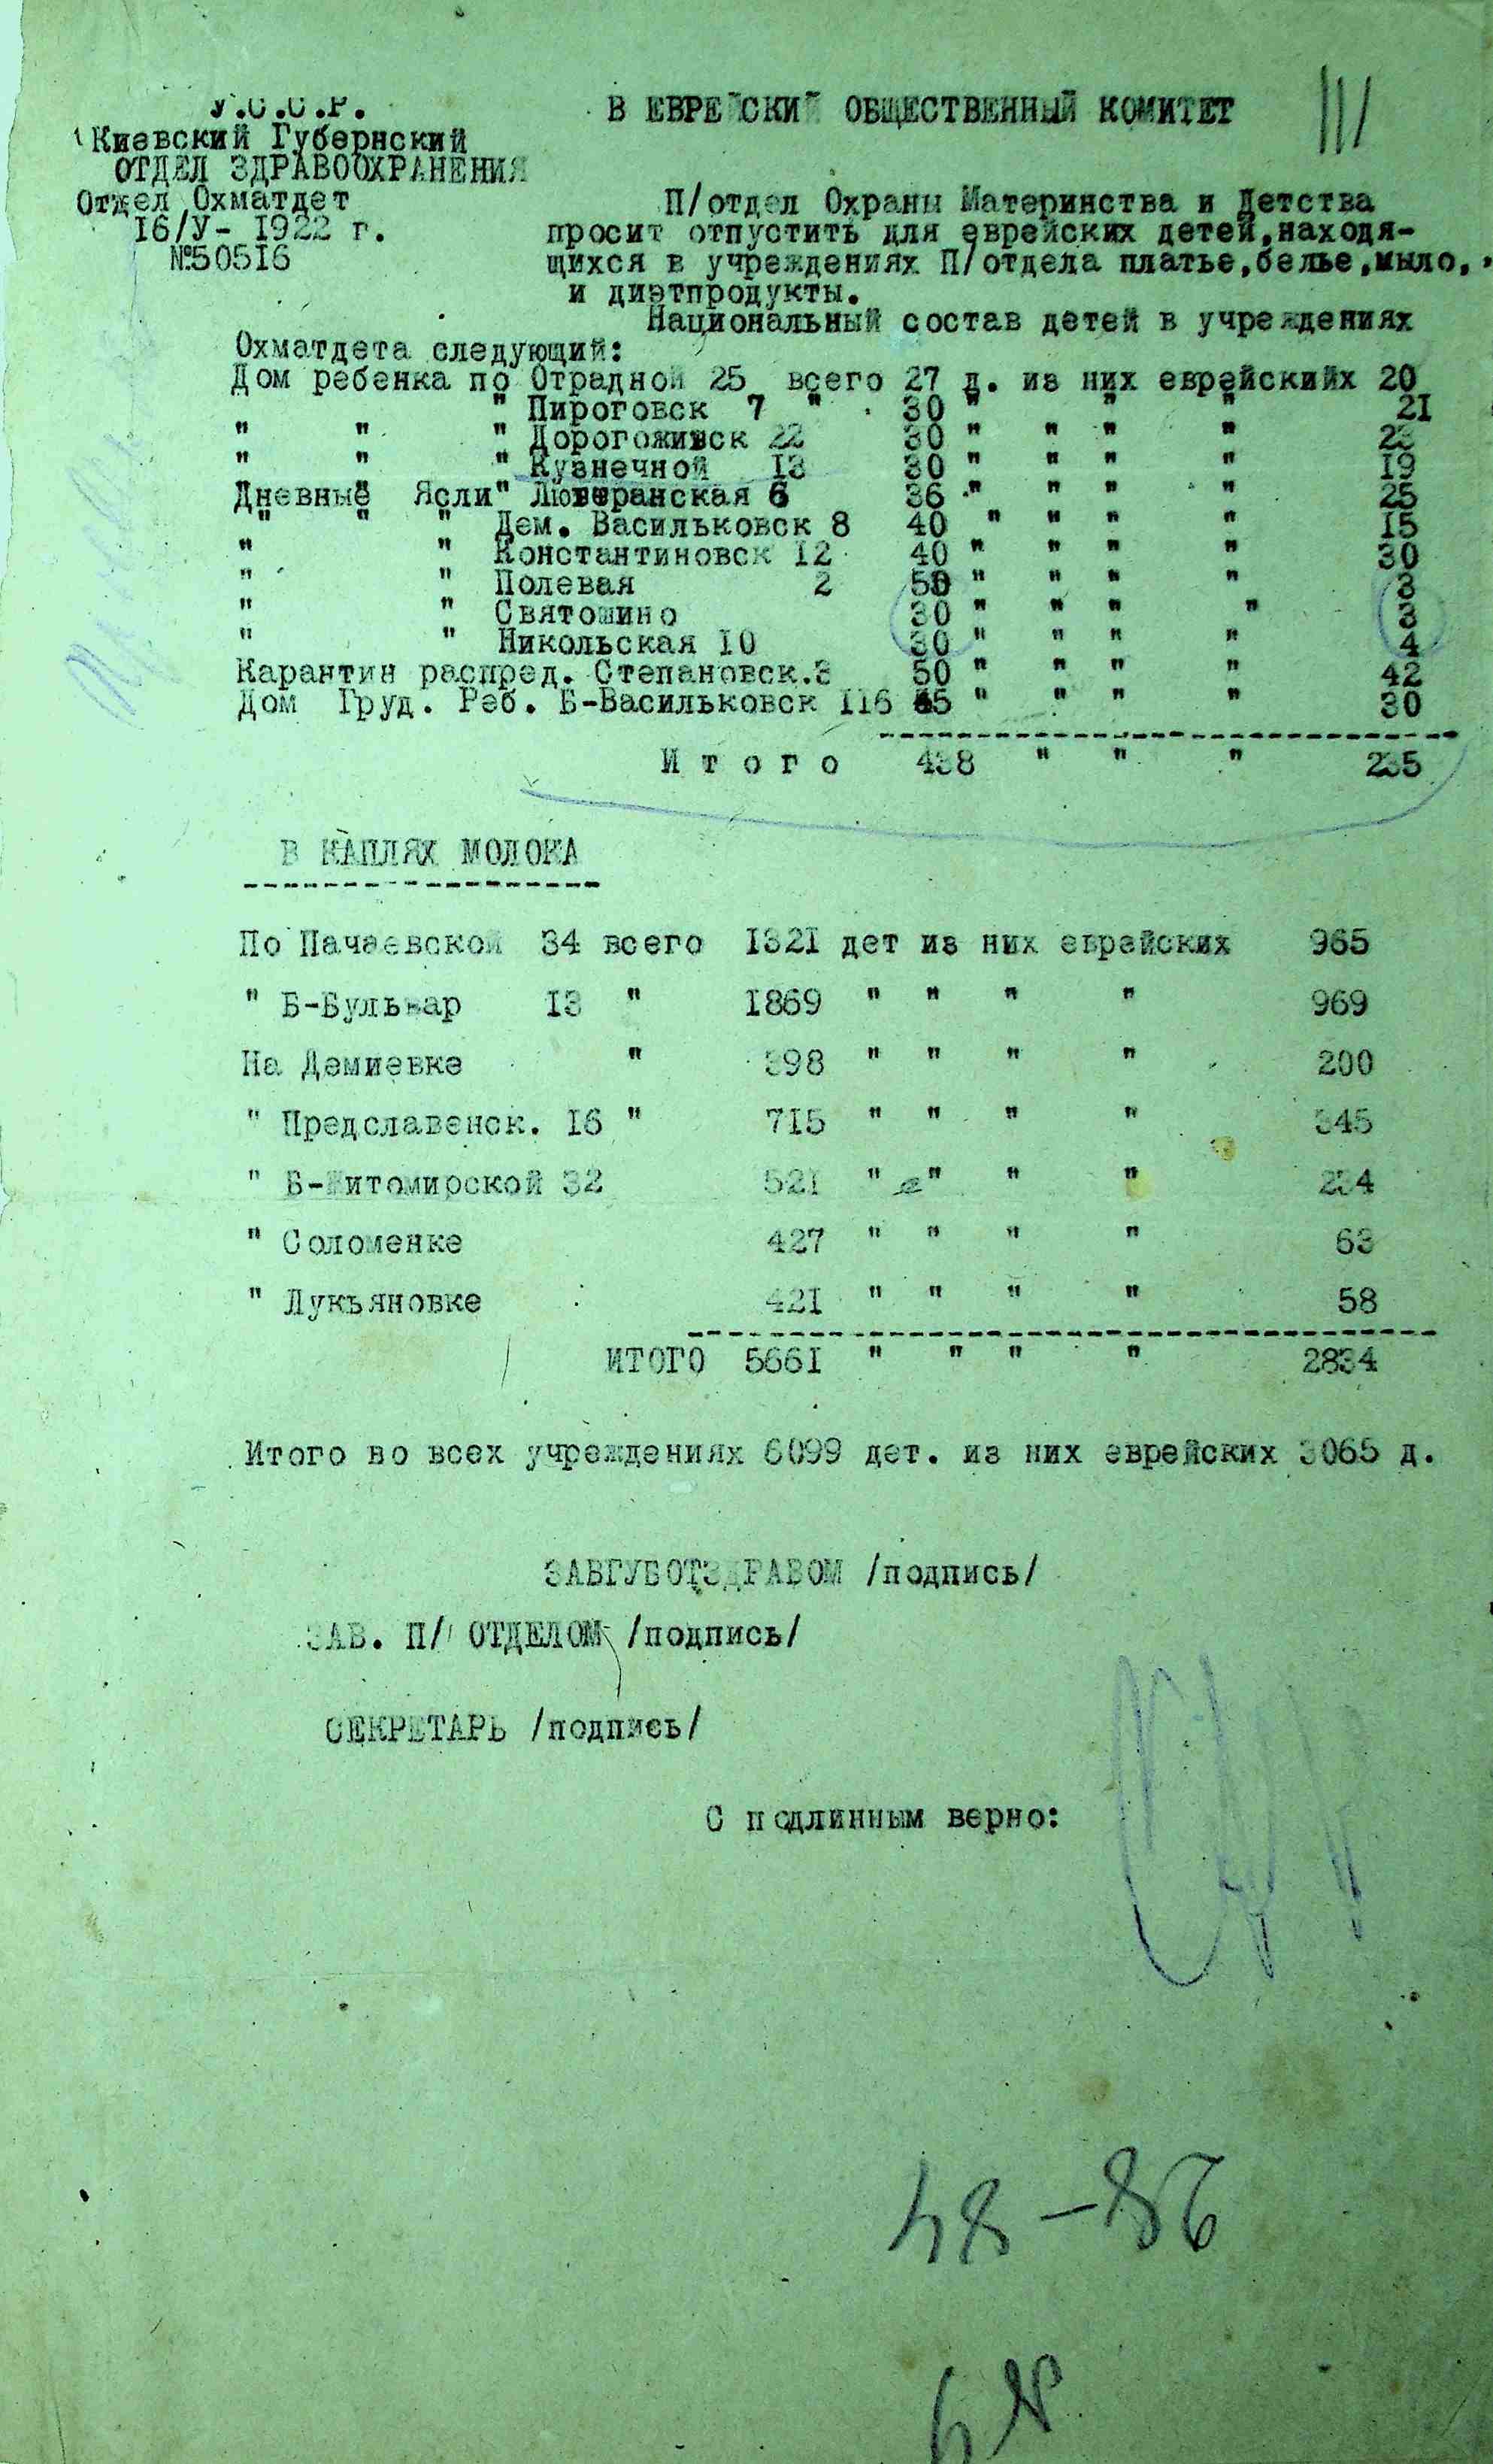 У.С.С.Р.
Киевский Губернский
ОТДЕЛ ЗДРАВООХРАНЕНИЯ
Отдел Охматдет
16/У- 1922 г.
№50516
В ЕВРЕЙСКИЙ ОБЩЕСТВЕННЫЙ КОМИТЕТ
111
П/отдел Охраны Материнства и Детства
просит отпустить для еврейских детей,находя-
щихся в учреждениях П/отдела платье,белье,мыло,
и диэтпродукты.
Национальный состав детей в учреждениях
Охматдета следующий:
Дом ребенка по Отрадной 25 всего 27 д. из них еврейскийх 20
" Пироговск 7 " 30 " " " 21
" " " Дорогожинск 22 30 " " " " 23
" " " Кузнечной 13 30 " " " " 19
Дневные Ясли" Лютеранская 6 36 " " " " 25
" " " Дем. Васильковск 8 40 " " " " 15
" " Константиновск 12 40 " " " " 30
" " Полевая 2 50 " " " " 3
" " Святошино 30 " " " " 3
" " Никольская 10 30 " " " " 4
Карантин распред. Степановск.3 50 " " " " 42
Дом Груд. Реб. Б-Васильковск 116 45 " " " " 30
Итого 438 " " " 235
В КАПЛЯХ МОЛОКА
По Пачаевской 34 всего 1321 дет из них еврейских 965
" Б-Бульвар 13 " 1869 " " " " 969
На Демиевке " 398 " " " " 200
" Предславенск. 16 " 715 " " " " 345
" Б-Житомирской 32 521 " " " " 234
" Соломенке 427 " " " " 63
" Лукьяновке 421 " " " " 58
ИТОГО 5661 " " " " 2834
Итого во всех учреждениях 6099 дет. из них еврейских 3065 д.
ЗАВГУБОТЗДРАВОМ /подпись/
ЗАВ. П/ ОТДЕЛОМ /подпись/
СЕКРЕТАРЬ /подпись/
С подлинным верно:
48-86